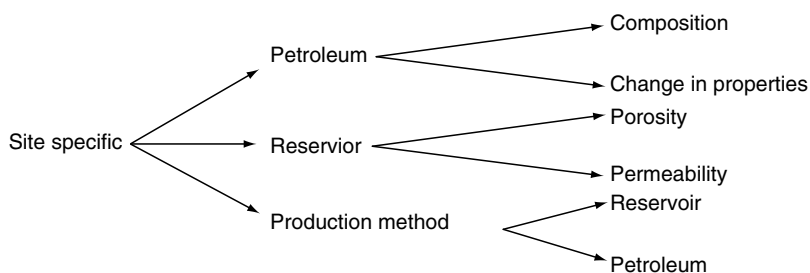 Site specific
Petroleum
Composition
Change in properties
Reservior
Porosity
Permeability
Production method
Reservoir
Petroleum